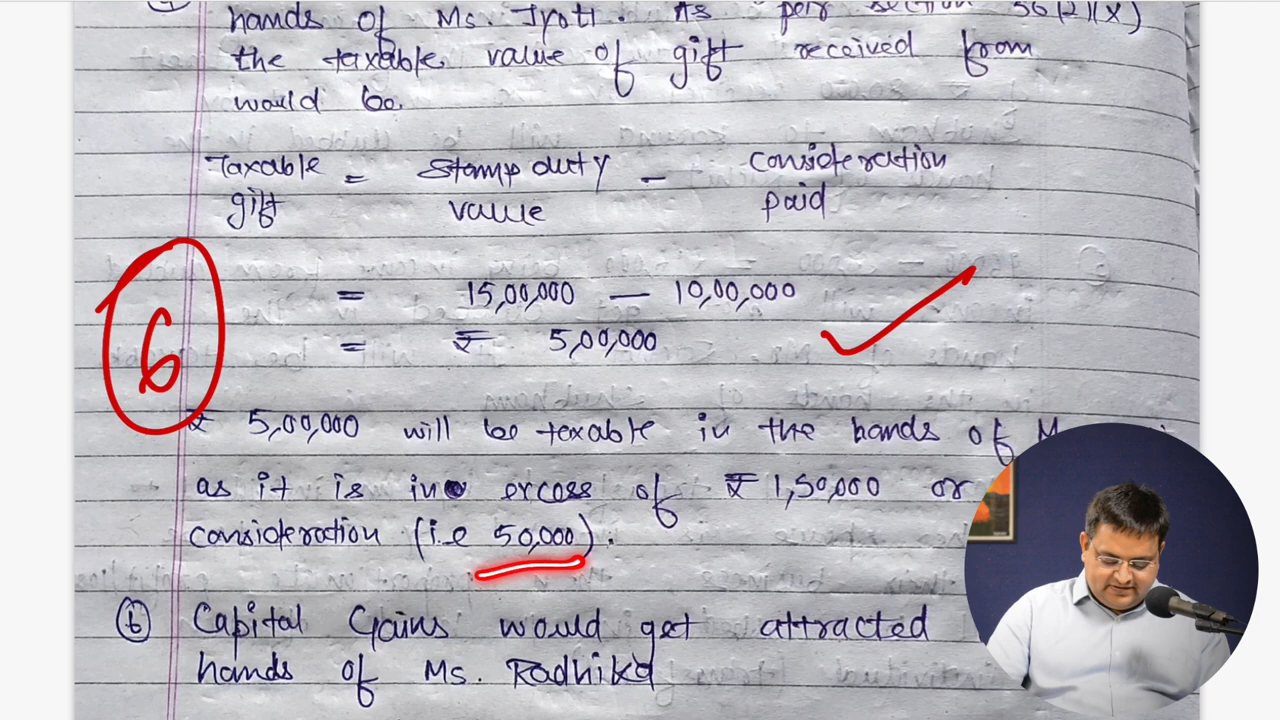 hands of Ms. Jyoti. As per section 56(2)(x)
the taxable value of gift received from
would be.
Taxable gift = Stamp duty value - Consideration paid
= 15,00,000 — 10,00,000
= ₹ 5,00,000
6
₹ 5,00,000 will be taxable in the hands of
as it is in excess of ₹ 1,50,000 or
consideration (i.e 50,000).
(b) Capital Gains would get attracted
hands of Ms. Radhika